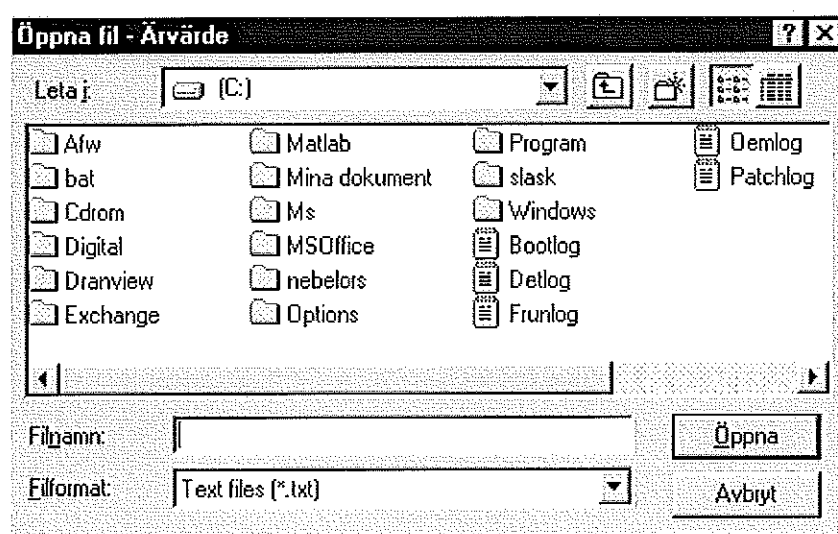 Öppna fil - Ärvärde
Leta i:
(C:)
Afw
Matlab
Program
Oemlog
bat
Mina dokument
slask
Patchlog
Cdrom
Ms
Windows
Digital
MSOffice
Bootlog
Dranview
nebelors
Detlog
Exchange
Options
Frunlog
Filnamn:
Öppna
Filformat:
Text files (*.txt)
Avbryt